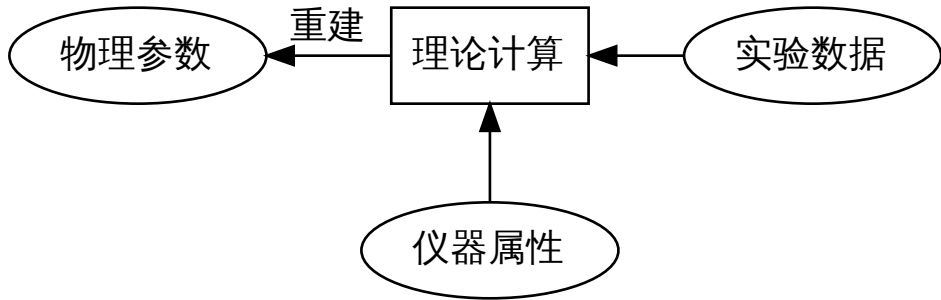 重建
物理参数
理论计算
实验数据
仪器属性